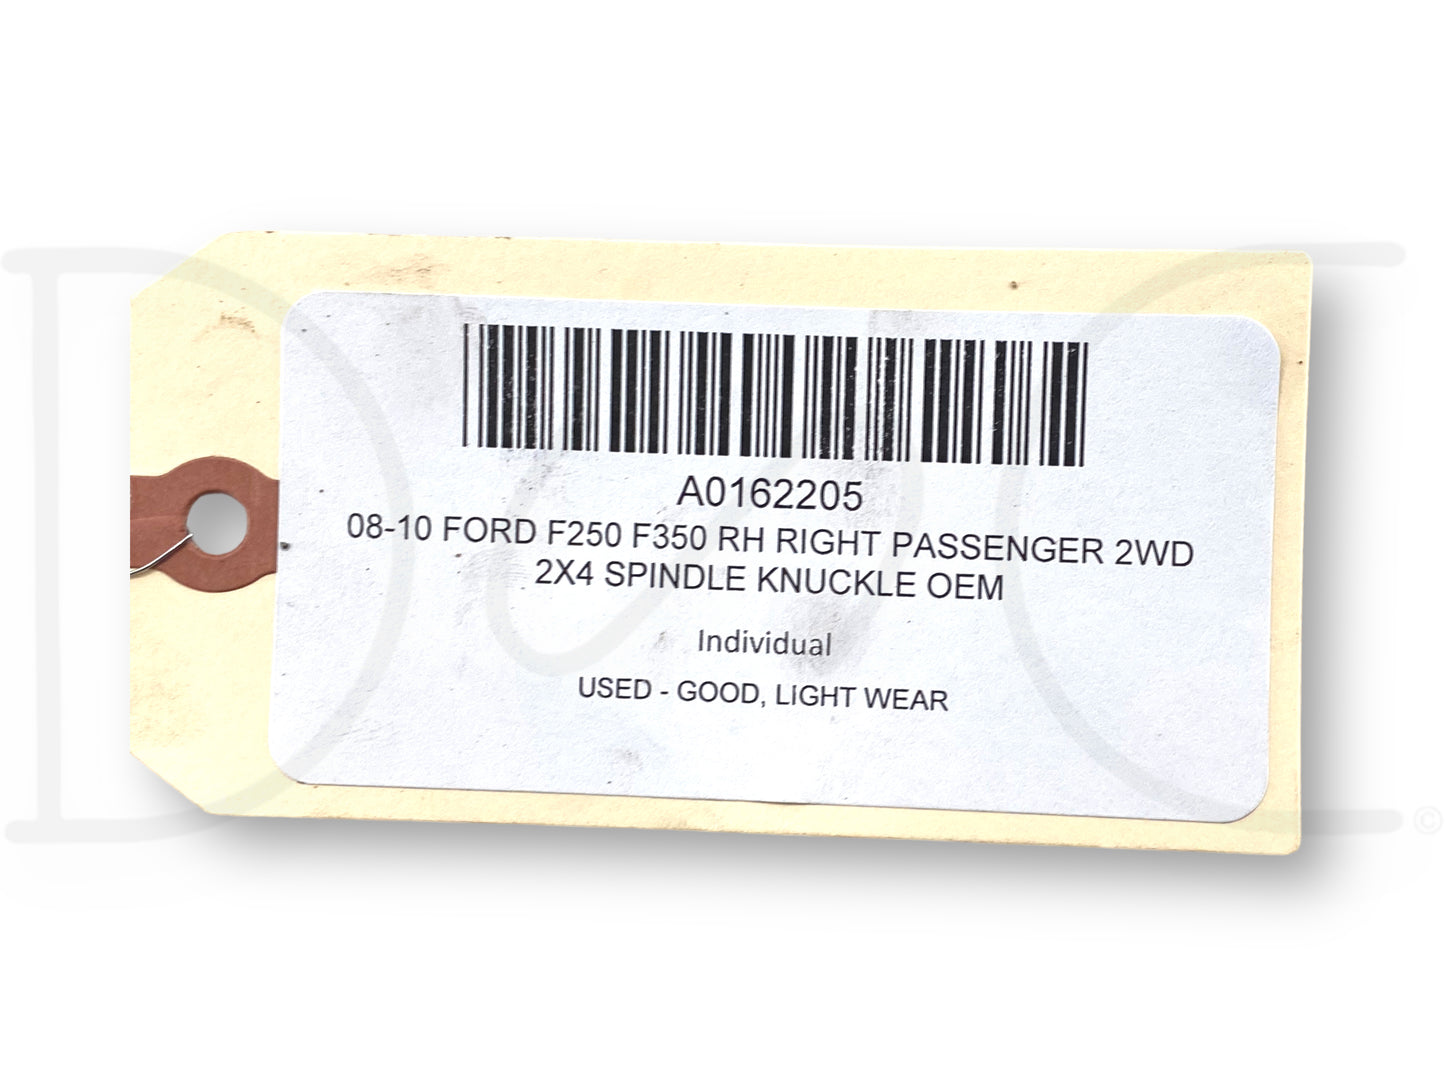 A0162205
08-10 FORD F250 F350 RH RIGHT PASSENGER 2WD
2X4 SPINDLE KNUCKLE OEM
Individual
USED - GOOD, LIGHT WEAR
©